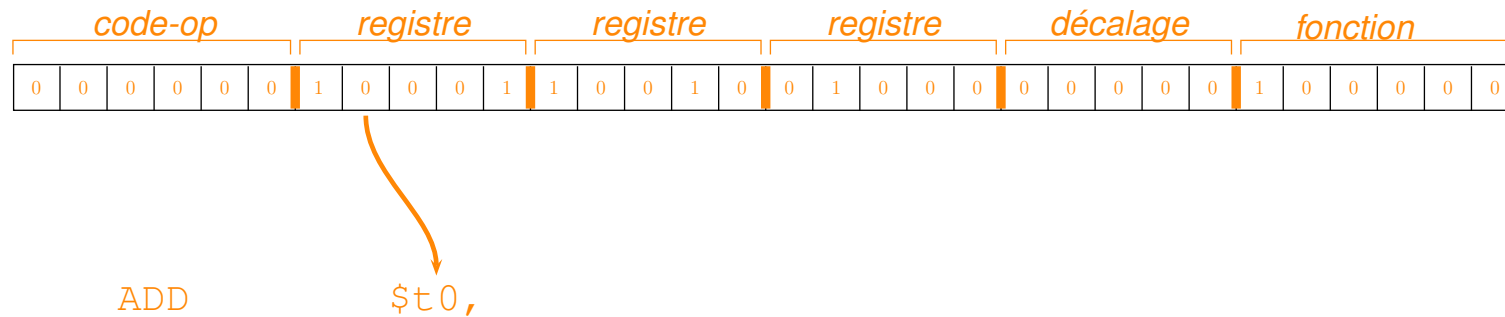 code-op registre registre registre décalage fonction
0 0 0 0 0 0 1 0 0 0 1 1 0 0 1 0 0 1 0 0 0 0 0 0 0 0 1 0 0 0 0 0
ADD $t0,